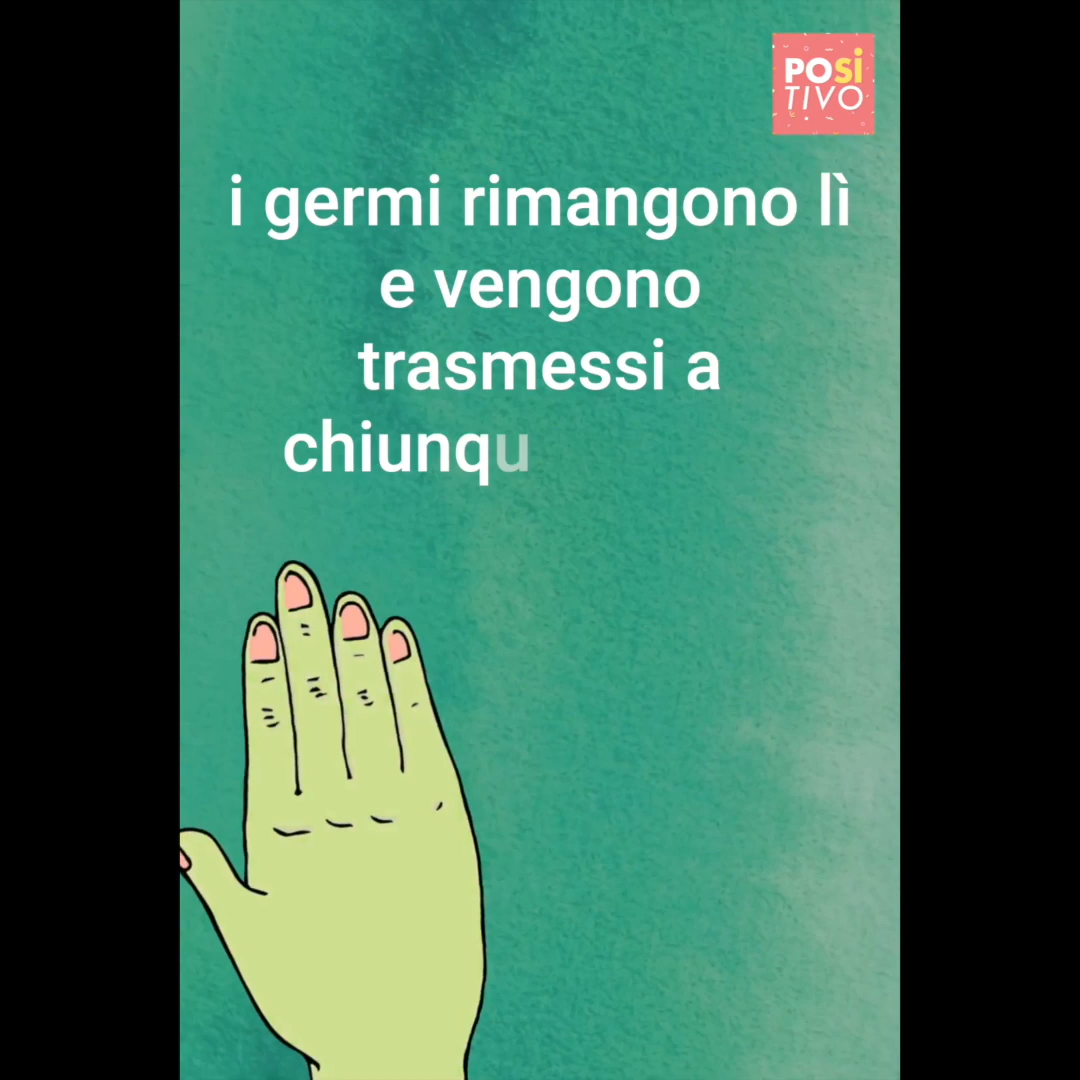 POSI
TIVO
i germi rimangono lì
e vengono
trasmessi a
chiunqu